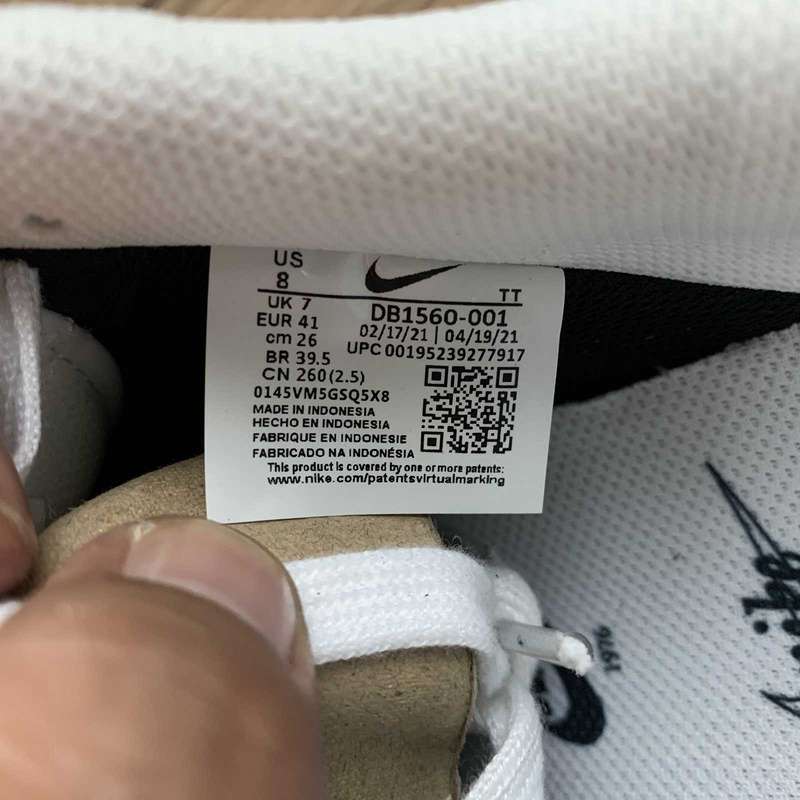 US
8
TT
UK 7
DB1560-001
EUR 41
02/17/21 | 04/19/21
cm 26
UPC 00195239277917
BR 39.5
CN 260 (2.5)
0145VM5GSQ5X8
MADE IN INDONESIA
HECHO EN INDONESIA
FABRIQUE EN INDONESIE
FABRICADO NA INDONÉSIA
This product is covered by one or more patents:
www.nike.com/patentsvirtualmarking
1976